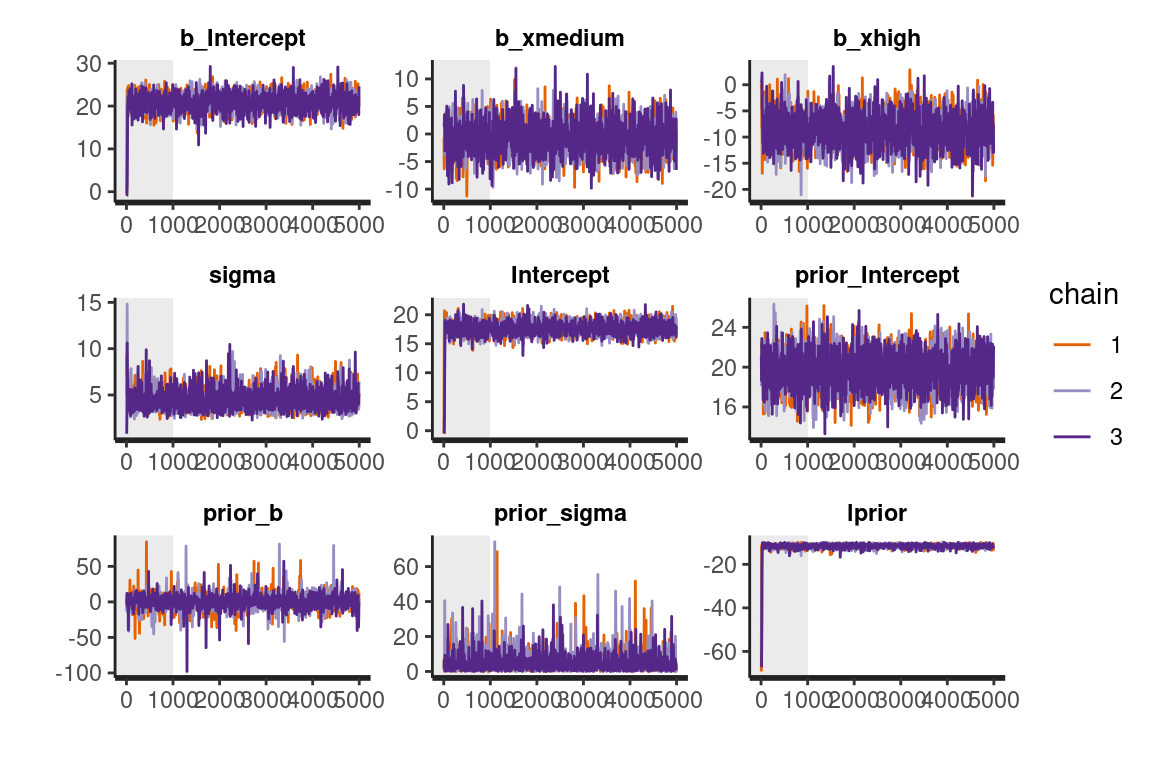 b_Intercept b_xmedium b_xhigh
30 20 10 0
10 5 0 -5 -10
0 -5 -10 -15 -20
0 1000 2000 3000 4000 5000 0 1000 2000 3000 4000 5000 0 1000 2000 3000 4000 5000
sigma Intercept prior_Intercept
15 10 5
20 15 10 5 0
24 20 16
0 1000 2000 3000 4000 5000 0 1000 2000 3000 4000 5000 0 1000 2000 3000 4000 5000
prior_b prior_sigma lprior
50 0 -50 -100
60 40 20 0
-20 -40 -60
0 1000 2000 3000 4000 5000 0 1000 2000 3000 4000 5000 0 1000 2000 3000 4000 5000
chain
1
2
3